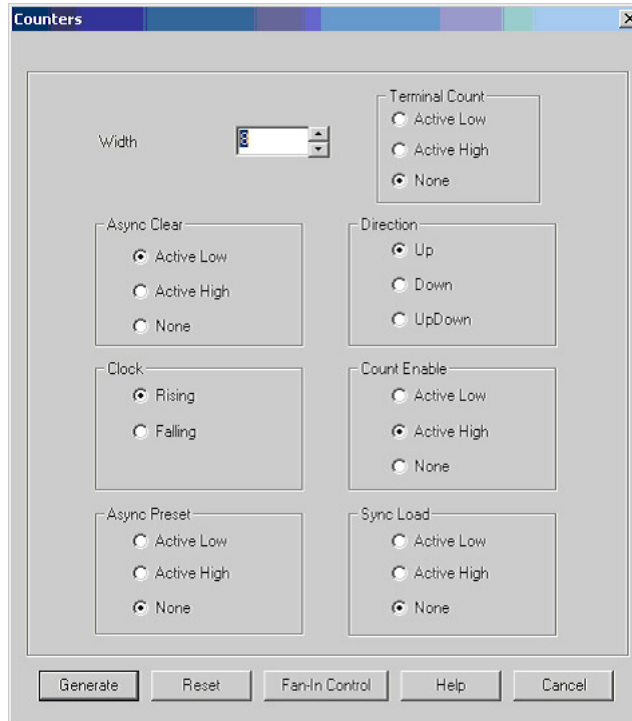 Counters
Width
8
Terminal Count
Active Low
Active High
None
Async Clear
Active Low
Active High
None
Direction
Up
Down
UpDown
Clock
Rising
Falling
Count Enable
Active Low
Active High
None
Async Preset
Active Low
Active High
None
Sync Load
Active Low
Active High
None
Generate
Reset
Fan-In Control
Help
Cancel